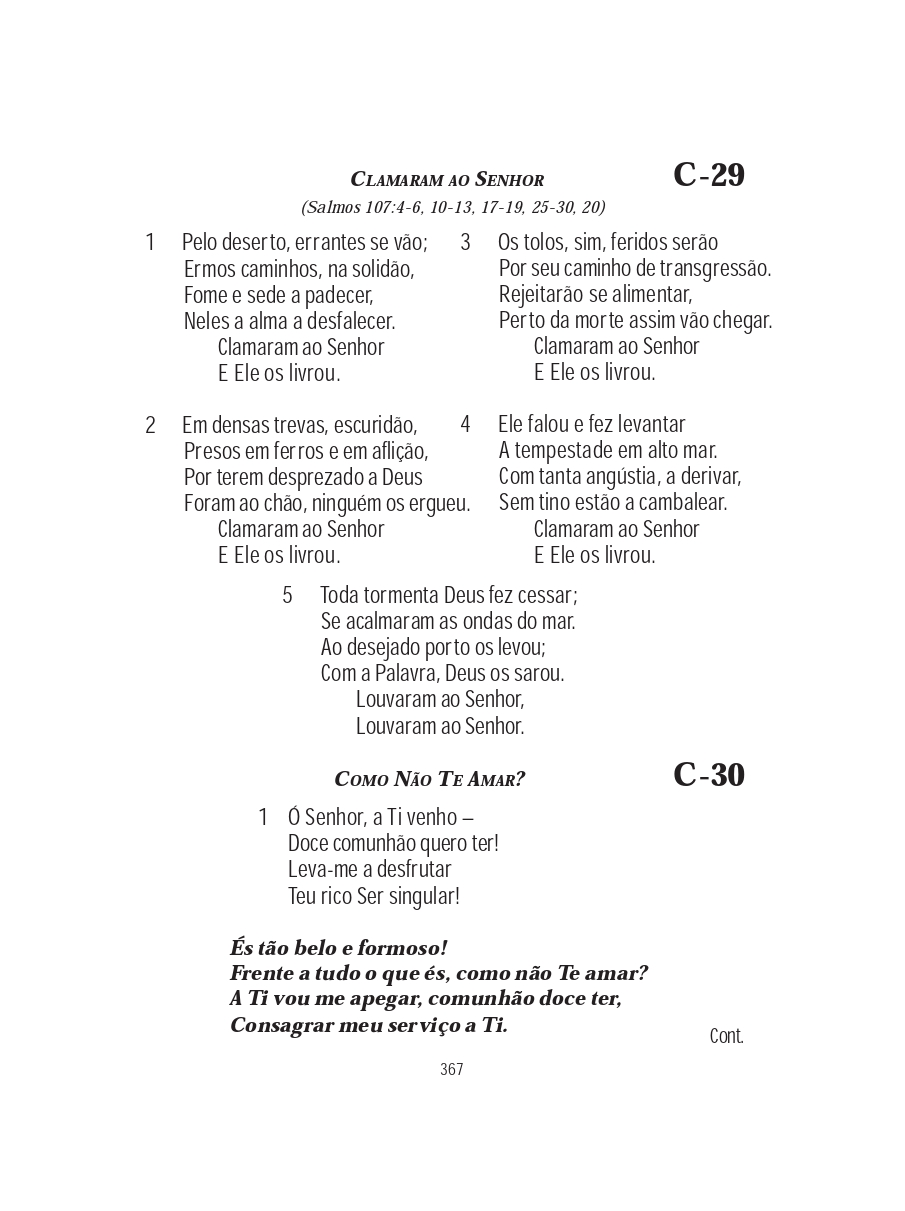 CLAMARAM AO SENHOR
C-29
(Salmos 107:4-6, 10-13, 17-19, 25-30, 20)
1 Pelo deserto, errantes se vão;
Ermos caminhos, na solidão,
Fome e sede a padecer,
Neles a alma a desfalecer.
Clamaram ao Senhor
E Ele os livrou.
2 Em densas trevas, escuridão,
Presos em ferros e em aflição,
Por terem desprezado a Deus
Foram ao chão, ninguém os ergueu.
Clamaram ao Senhor
E Ele os livrou.
3 Os tolos, sim, feridos serão
Por seu caminho de transgressão.
Rejeitarão se alimentar,
Perto da morte assim vão chegar.
Clamaram ao Senhor
E Ele os livrou.
4 Ele falou e fez levantar
A tempestade em alto mar.
Com tanta angústia, a derivar,
Sem tino estão a cambalear.
Clamaram ao Senhor
E Ele os livrou.
5 Toda tormenta Deus fez cessar;
Se acalmaram as ondas do mar.
Ao desejado porto os levou;
Com a Palavra, Deus os sarou.
Louvaram ao Senhor,
Louvaram ao Senhor.
COMO NÃO TE AMAR?
C-30
1 Ó Senhor, a Ti venho –
Doce comunhão quero ter!
Leva-me a desfrutar
Teu rico Ser singular!
És tão belo e formoso!
Frente a tudo o que és, como não Te amar?
A Ti vou me apegar, comunhão doce ter,
Consagrar meu serviço a Ti.
Cont.
367